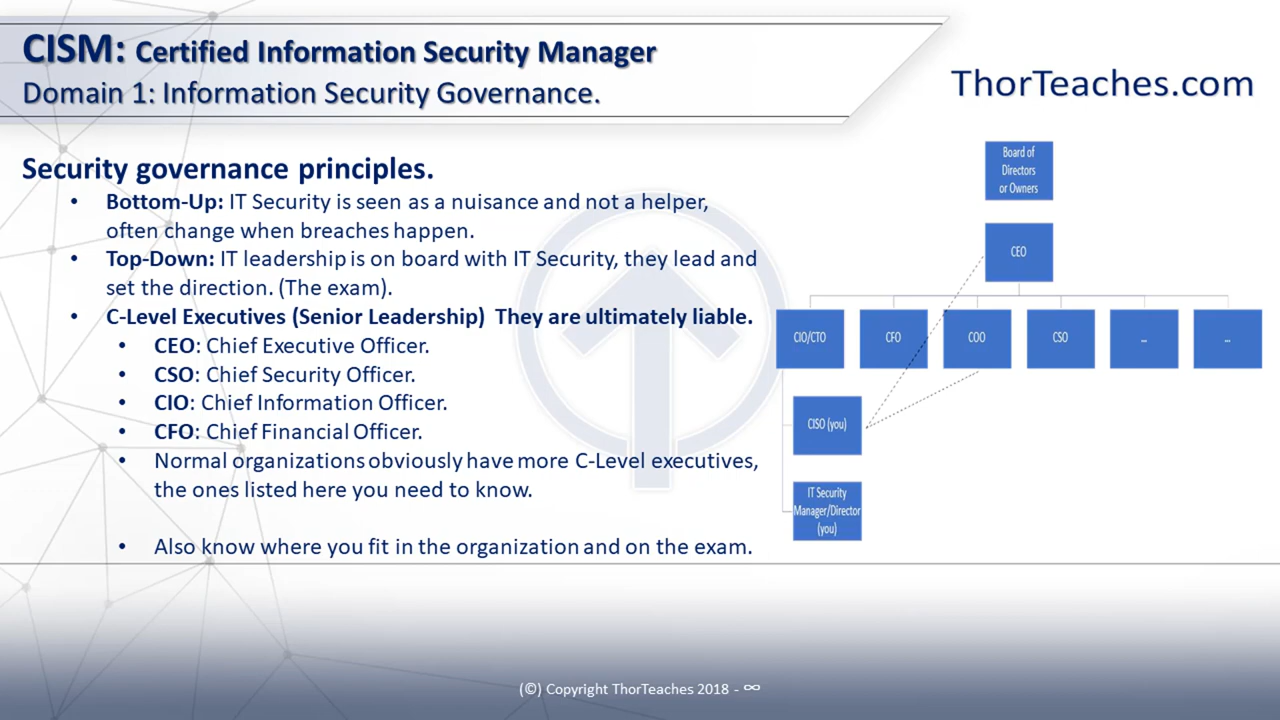 CISM: Certified Information Security Manager
Domain 1: Information Security Governance.
ThorTeaches.com
Security governance principles.
• Bottom-Up: IT Security is seen as a nuisance and not a helper,
often change when breaches happen.
• Top-Down: IT leadership is on board with IT Security, they lead and
set the direction. (The exam).
• C-Level Executives (Senior Leadership) They are ultimately liable.
• CEO: Chief Executive Officer.
• CSO: Chief Security Officer.
• CIO: Chief Information Officer.
• CFO: Chief Financial Officer.
• Normal organizations obviously have more C-Level executives,
the ones listed here you need to know.
• Also know where you fit in the organization and on the exam.
Board of
Directors
or Owners
CEO
CIO/CTO
CFO
COO
CSO
...
...
CISO (you)
IT Security
Manager/Director
(you)
(©) Copyright ThorTeaches 2018 - ∞